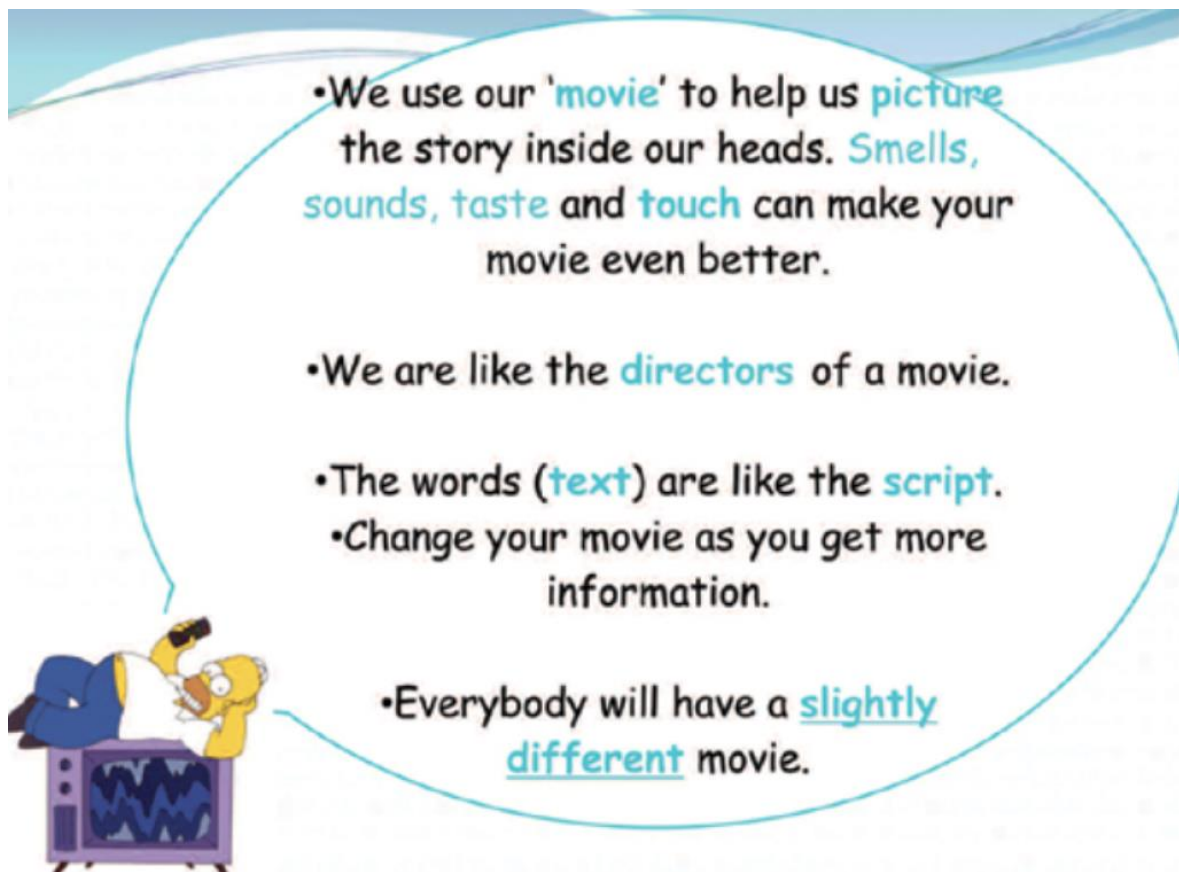 •We use our ‘movie’ to help us picture
the story inside our heads. Smells,
sounds, taste and touch can make your
movie even better.
•We are like the directors of a movie.
•The words (text) are like the script.
•Change your movie as you get more
information.
•Everybody will have a slightly
different movie.